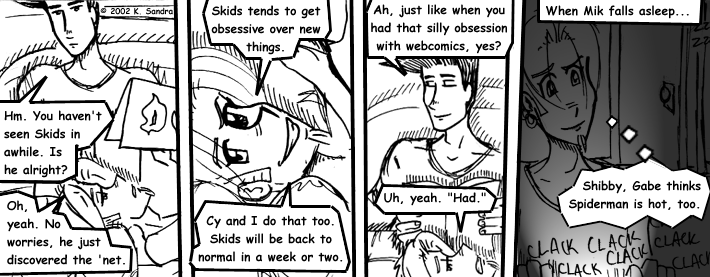 © 2002 K. Sandra
Hm. You haven't
seen Skids in
awhile. Is
he alright?
Oh,
yeah. No
worries, he just
discovered the 'net.
Skids tends to get
obsessive over new
things.
Cy and I do that too.
Skids will be back to
normal in a week or two.
Ah, just like when you
had that silly obsession
with webcomics, yes?
Uh, yeah. "Had."
When Mik falls asleep...
Shibby, Gabe thinks
Spiderman is hot, too.
CLACK CLACK CLACK
CLACK CLACK
CLACK